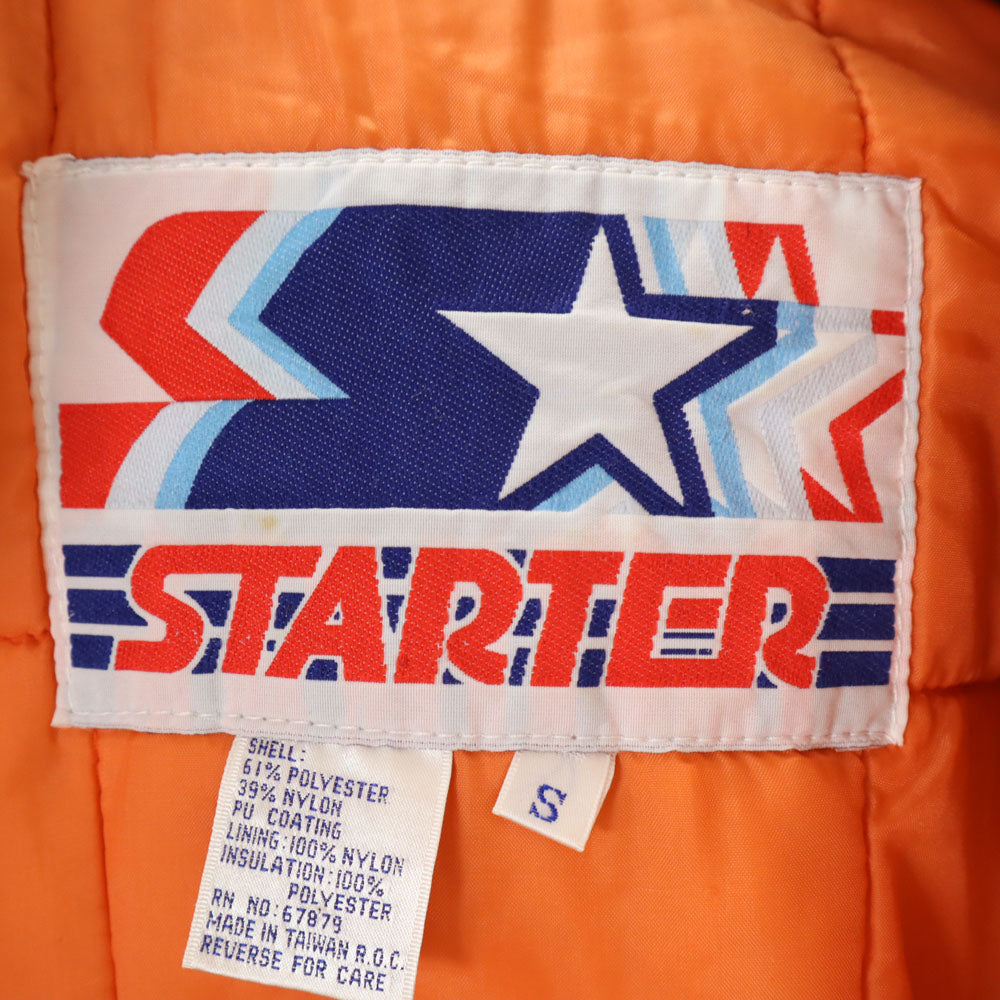 STARTER
SHELL:
61% POLYESTER
39% NYLON
PU COATING
LINING:100% NYLON
INSULATION:100%
POLYESTER
RN NO:67879
MADE IN TAIWAN R.O.C.
REVERSE FOR CARE
S